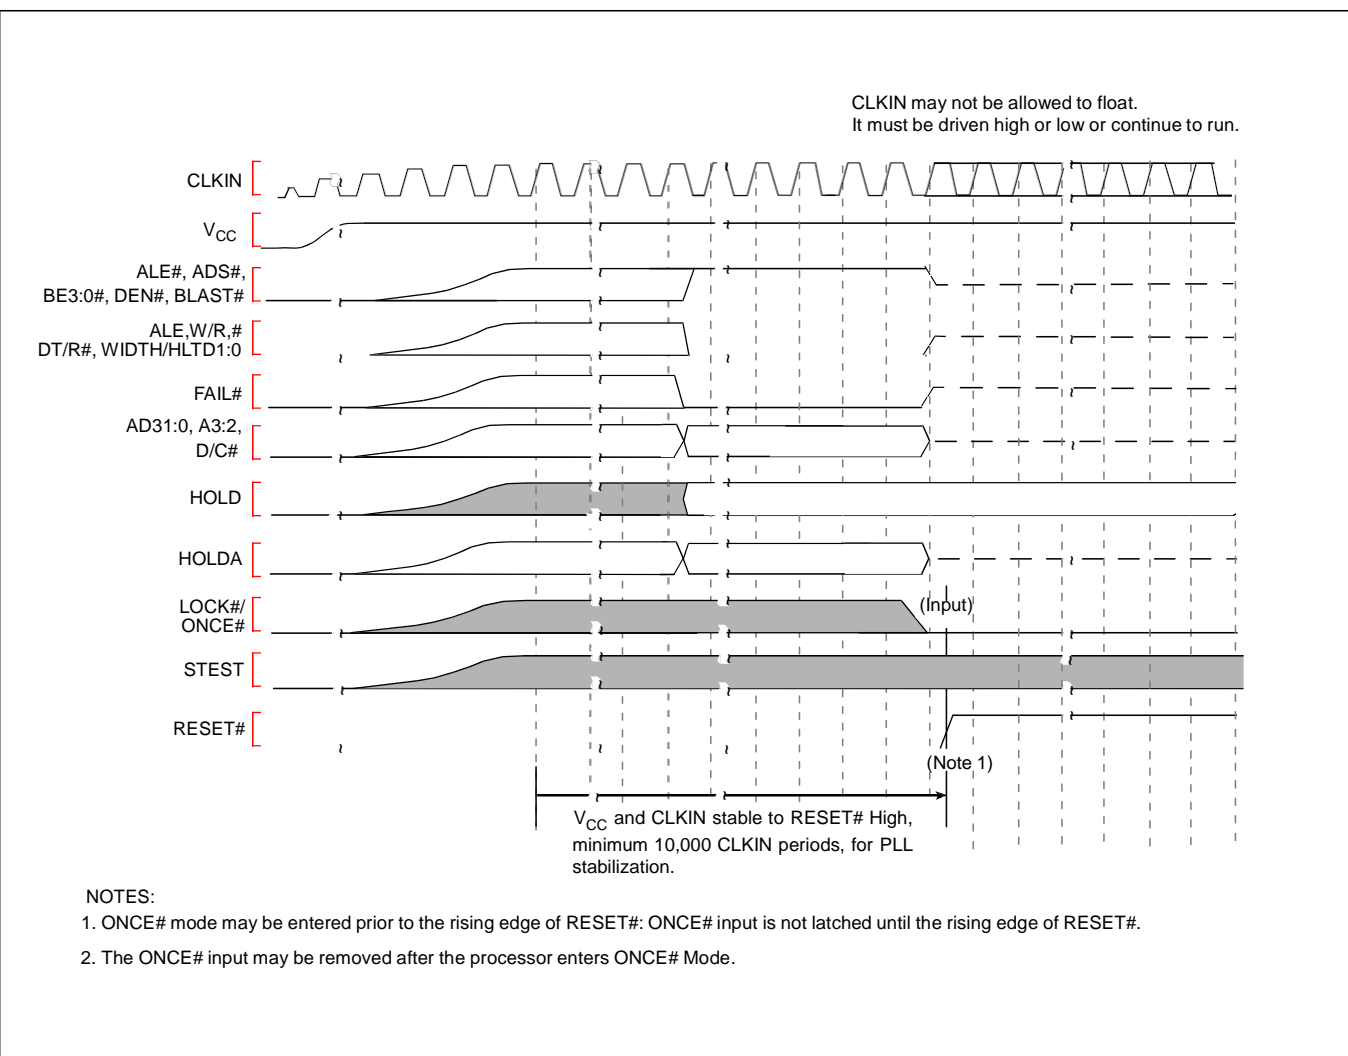 CLKIN may not be allowed to float.
It must be driven high or low or continue to run.
CLKIN
VCC
ALE#, ADS#,
BE3:0#, DEN#, BLAST#
ALE,W/R,#
DT/R#, WIDTH/HLTD1:0
FAIL#
AD31:0, A3:2,
D/C#
HOLD
HOLDA
LOCK#/
ONCE#
(Input)
STEST
RESET#
(Note 1)
VCC and CLKIN stable to RESET# High,
minimum 10,000 CLKIN periods, for PLL
stabilization.
NOTES:
1. ONCE# mode may be entered prior to the rising edge of RESET#: ONCE# input is not latched until the rising edge of RESET#.
2. The ONCE# input may be removed after the processor enters ONCE# Mode.